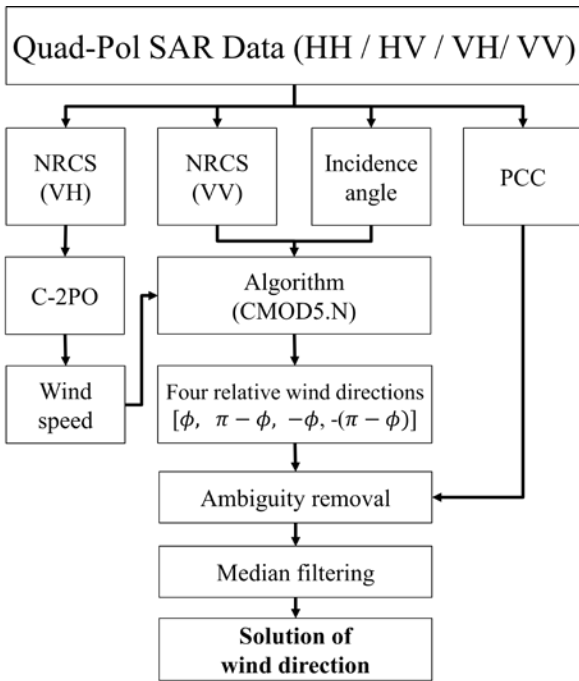 Quad-Pol SAR Data (HH / HV / VH/ VV)
NRCS
(VH)
NRCS
(VV)
Incidence
angle
PCC
C-2PO
Algorithm
(CMOD5.N)
Wind
speed
Four relative wind directions
[ϕ, π − ϕ, −ϕ, -(π − ϕ)]
Ambiguity removal
Median filtering
Solution of
wind direction